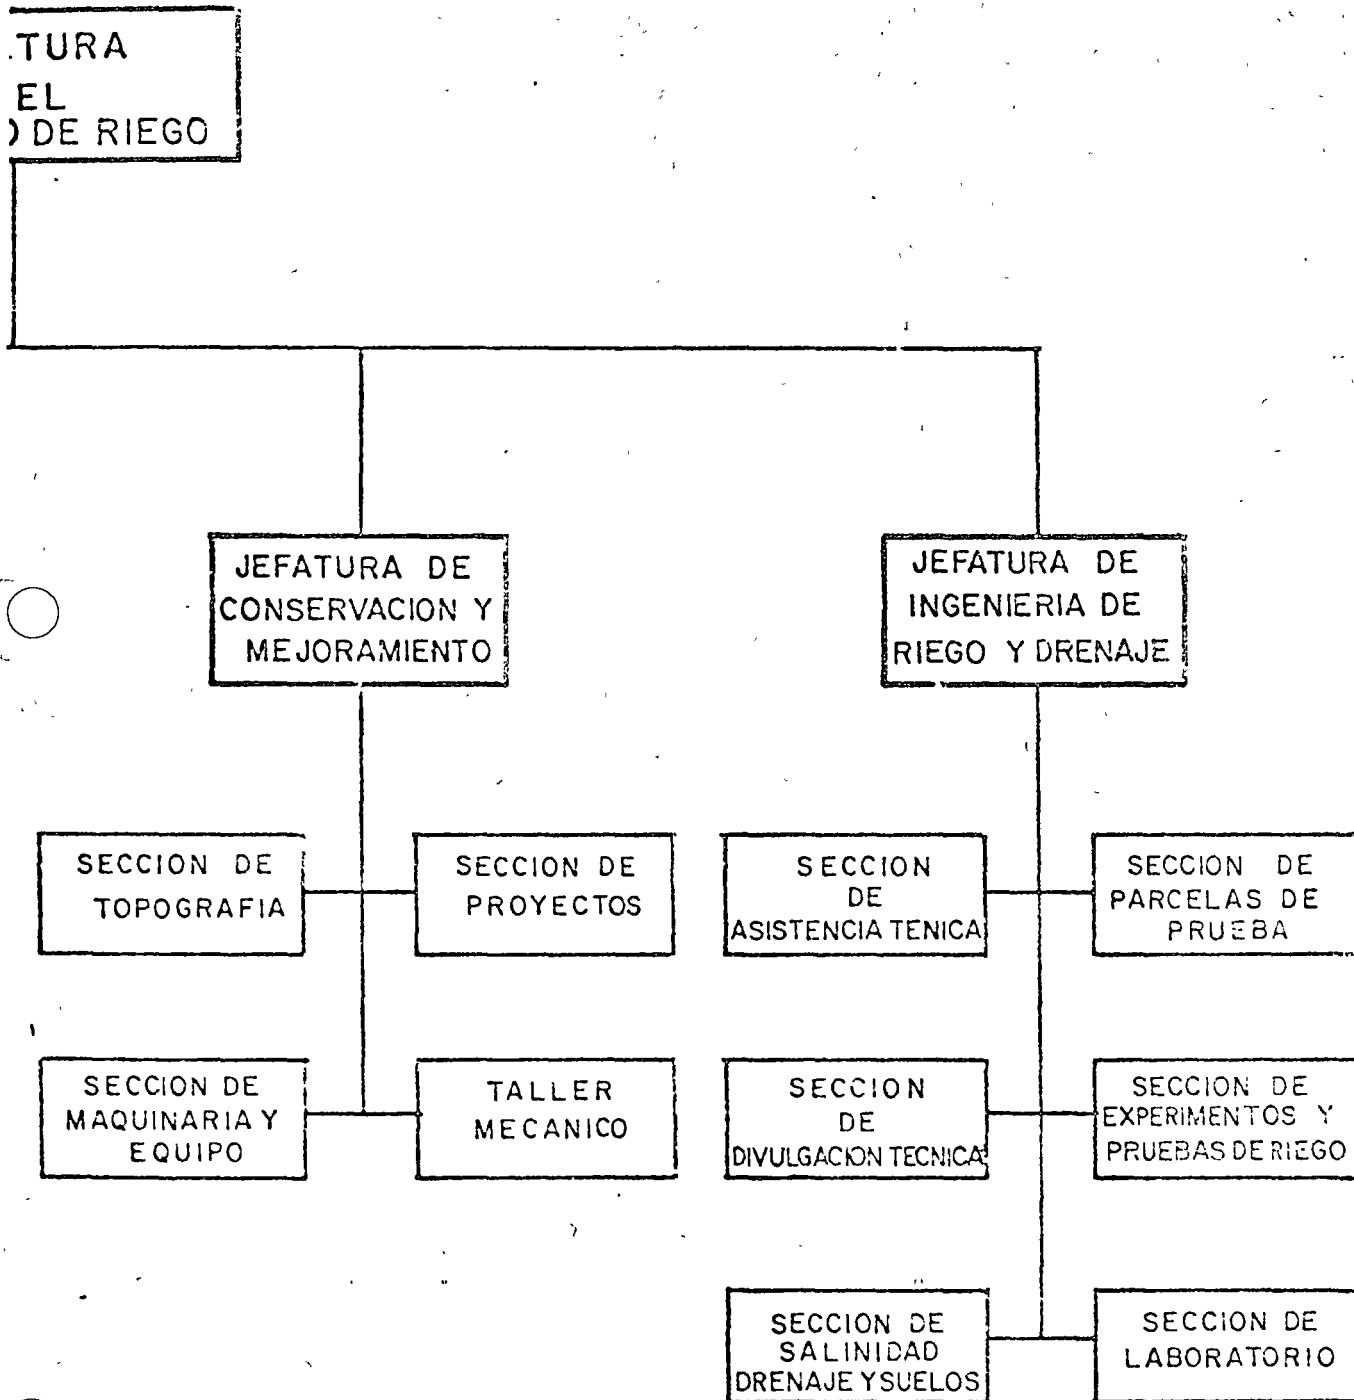 .TURA
EL
) DE RIEGO
JEFATURA DE
CONSERVACION Y
MEJORAMIENTO
JEFATURA DE
INGENIERIA DE
RIEGO Y DRENAJE
SECCION DE
TOPOGRAFIA
SECCION DE
PROYECTOS
SECCION
DE
ASISTENCIA TENICA
SECCION DE
PARCELAS DE
PRUEBA
SECCION DE
MAQUINARIA Y
EQUIPO
TALLER
MECANICO
SECCION
DE
DIVULGACION TECNICA
SECCION DE
EXPERIMENTOS Y
PRUEBAS DE RIEGO
SECCION DE
SALINIDAD
DRENAJE Y SUELOS
SECCION DE
LABORATORIO